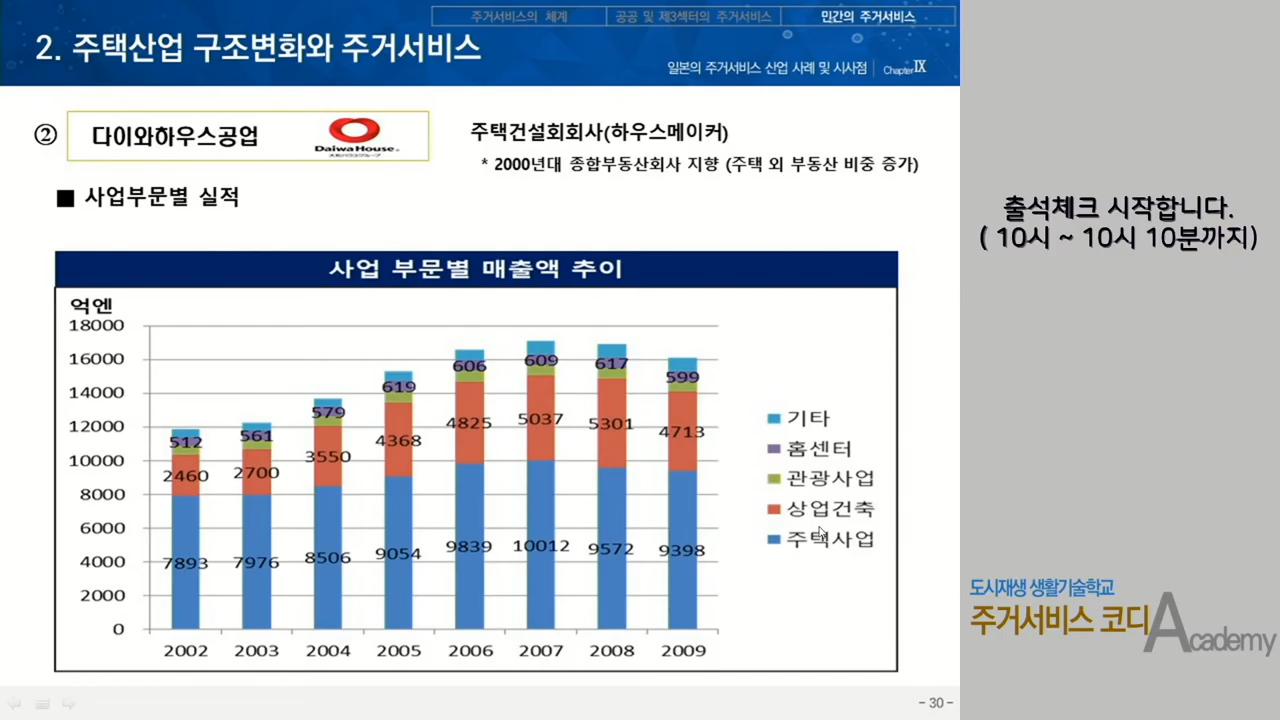 주거서비스의 체계
공공 및 제3섹터의 주거서비스
민간의 주거서비스
2. 주택산업 구조변화와 주거서비스
일본의 주거서비스 산업 사례 및 시사점
Chapter Ⅸ
②
다이와하우스공업
Daiwa House
주택건설회회사(하우스메이커)
* 2000년대 종합부동산회사 지향 (주택 외 부동산 비중 증가)
■ 사업부문별 실적
사업 부문별 매출액 추이
억엔
18000
16000
14000
12000
10000
8000
6000
4000
2000
0
512 561 579 619 606 609 617 599
2460 2700 3550 4368 4825 5037 5301 4713
7893 7976 8506 9054 9839 10012 9572 9398
2002 2003 2004 2005 2006 2007 2008 2009
기타
홈센터
관광사업
상업건축
주택사업
- 30 -
출석체크 시작합니다.
( 10시 ~ 10시 10분까지)
도시재생 생활기술학교
주거서비스 코디
Academy